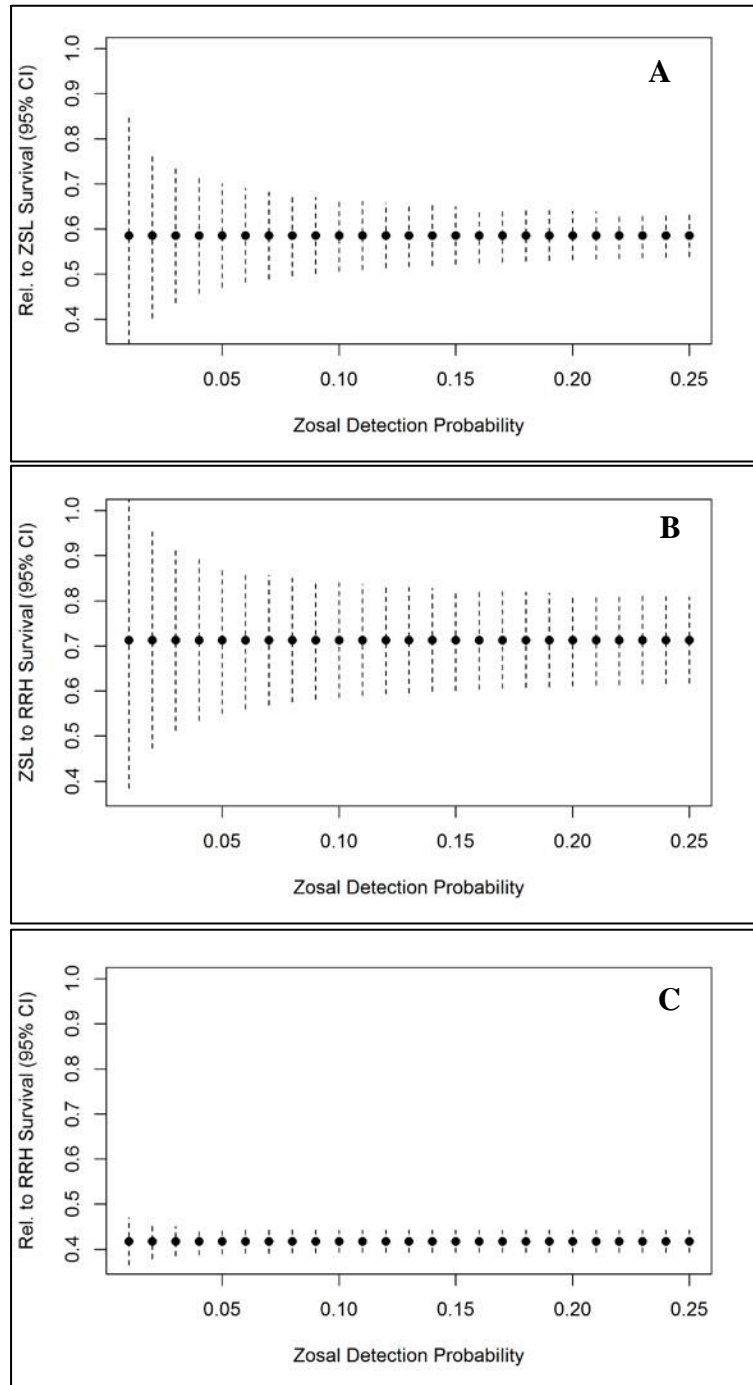 A
Rel. to ZSL Survival (95% CI)
1.0
0.9
0.8
0.7
0.6
0.5
0.4
0.05 0.10 0.15 0.20 0.25
Zosal Detection Probability
B
ZSL to RRH Survival (95% CI)
1.0
0.9
0.8
0.7
0.6
0.5
0.4
0.05 0.10 0.15 0.20 0.25
Zosal Detection Probability
C
Rel. to RRH Survival (95% CI)
1.0
0.9
0.8
0.7
0.6
0.5
0.4
0.05 0.10 0.15 0.20 0.25
Zosal Detection Probability